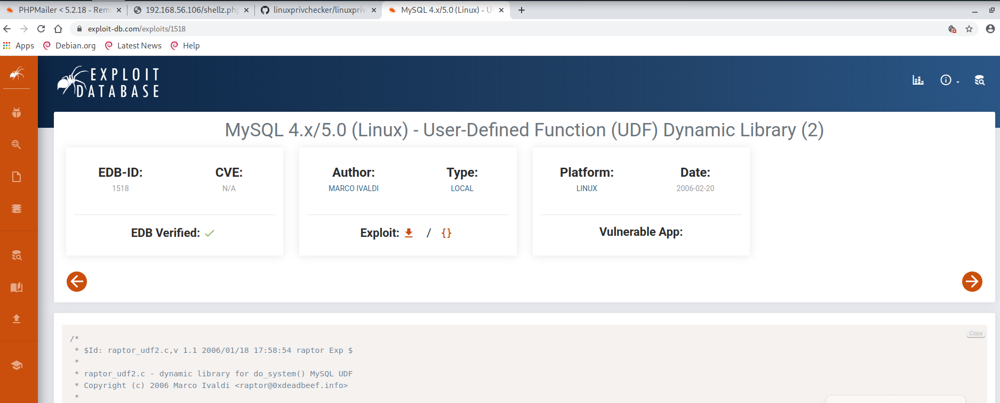 PHPMailer < 5.2.18 - Rem
192.168.56.106/shellz.php
linuxprivchecker/linuxpriv
MySQL 4.x/5.0 (Linux) - U
exploit-db.com/exploits/1518
Apps Debian.org Latest News Help
EXPLOIT
DATABASE
MySQL 4.x/5.0 (Linux) - User-Defined Function (UDF) Dynamic Library (2)
EDB-ID: CVE: Author: Type: Platform: Date:
1518 N/A MARCO IVALDI LOCAL LINUX 2006-02-20
EDB Verified: Exploit: / {} Vulnerable App:
Copy
/*
* $Id: raptor_udf2.c,v 1.1 2006/01/18 17:58:54 raptor Exp $
*
* raptor_udf2.c - dynamic library for do_system() MySQL UDF
* Copyright (c) 2006 Marco Ivaldi <raptor@0xdeadbeef.info>
*